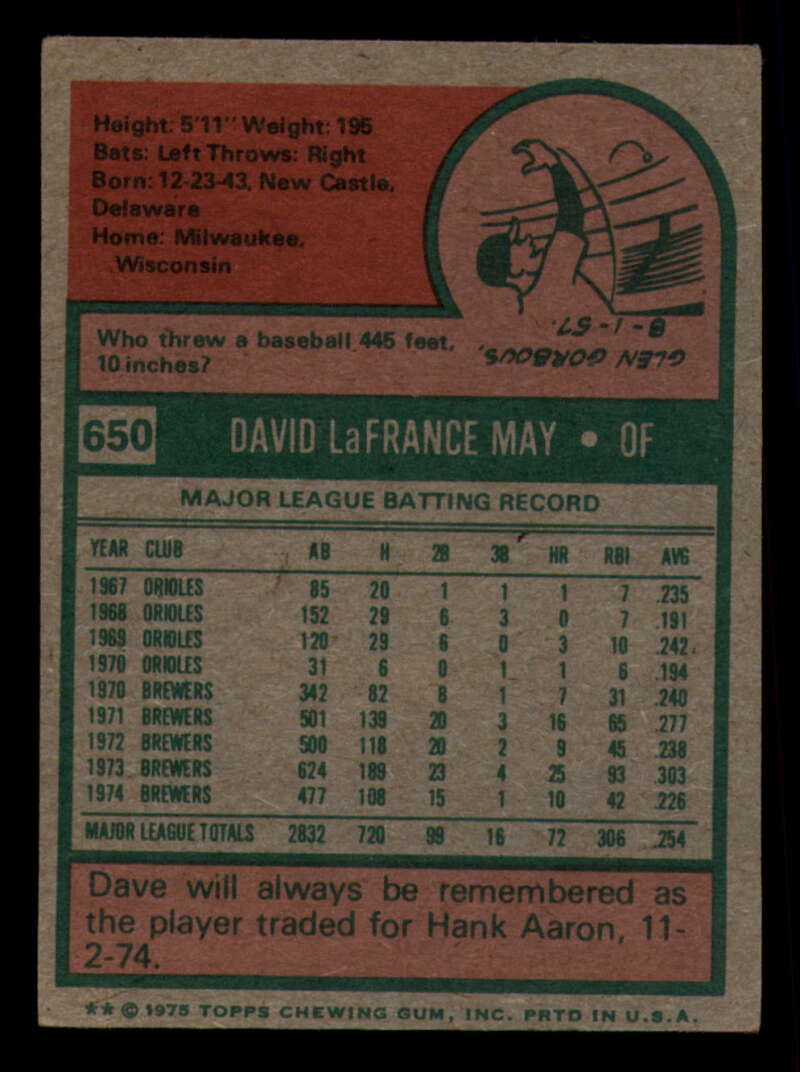 Height: 5'11" Weight: 195
Bats: Left Throws: Right
Born: 12-23-43, New Castle,
Delaware
Home: Milwaukee,
Wisconsin
Who threw a baseball 445 feet,
10 inches?
GLEN GORBOUS,
8-1-57.
650 DAVID LaFRANCE MAY • OF
MAJOR LEAGUE BATTING RECORD
YEAR CLUB AB H 2B 3B HR RBI AVG
1967 ORIOLES 85 20 1 1 1 7 .235
1968 ORIOLES 152 29 6 3 0 7 .191
1969 ORIOLES 120 29 6 0 3 10 .242
1970 ORIOLES 31 6 0 1 1 6 .194
1970 BREWERS 342 82 8 1 7 31 .240
1971 BREWERS 501 139 20 3 16 65 .277
1972 BREWERS 500 118 20 2 9 45 .238
1973 BREWERS 624 189 23 4 25 93 .303
1974 BREWERS 477 108 15 1 10 42 .226
MAJOR LEAGUE TOTALS 2832 720 99 16 72 306 .254
Dave will always be remembered as
the player traded for Hank Aaron, 11-
2-74.
** © 1975 TOPPS CHEWING GUM, INC. PRTD IN U.S.A.